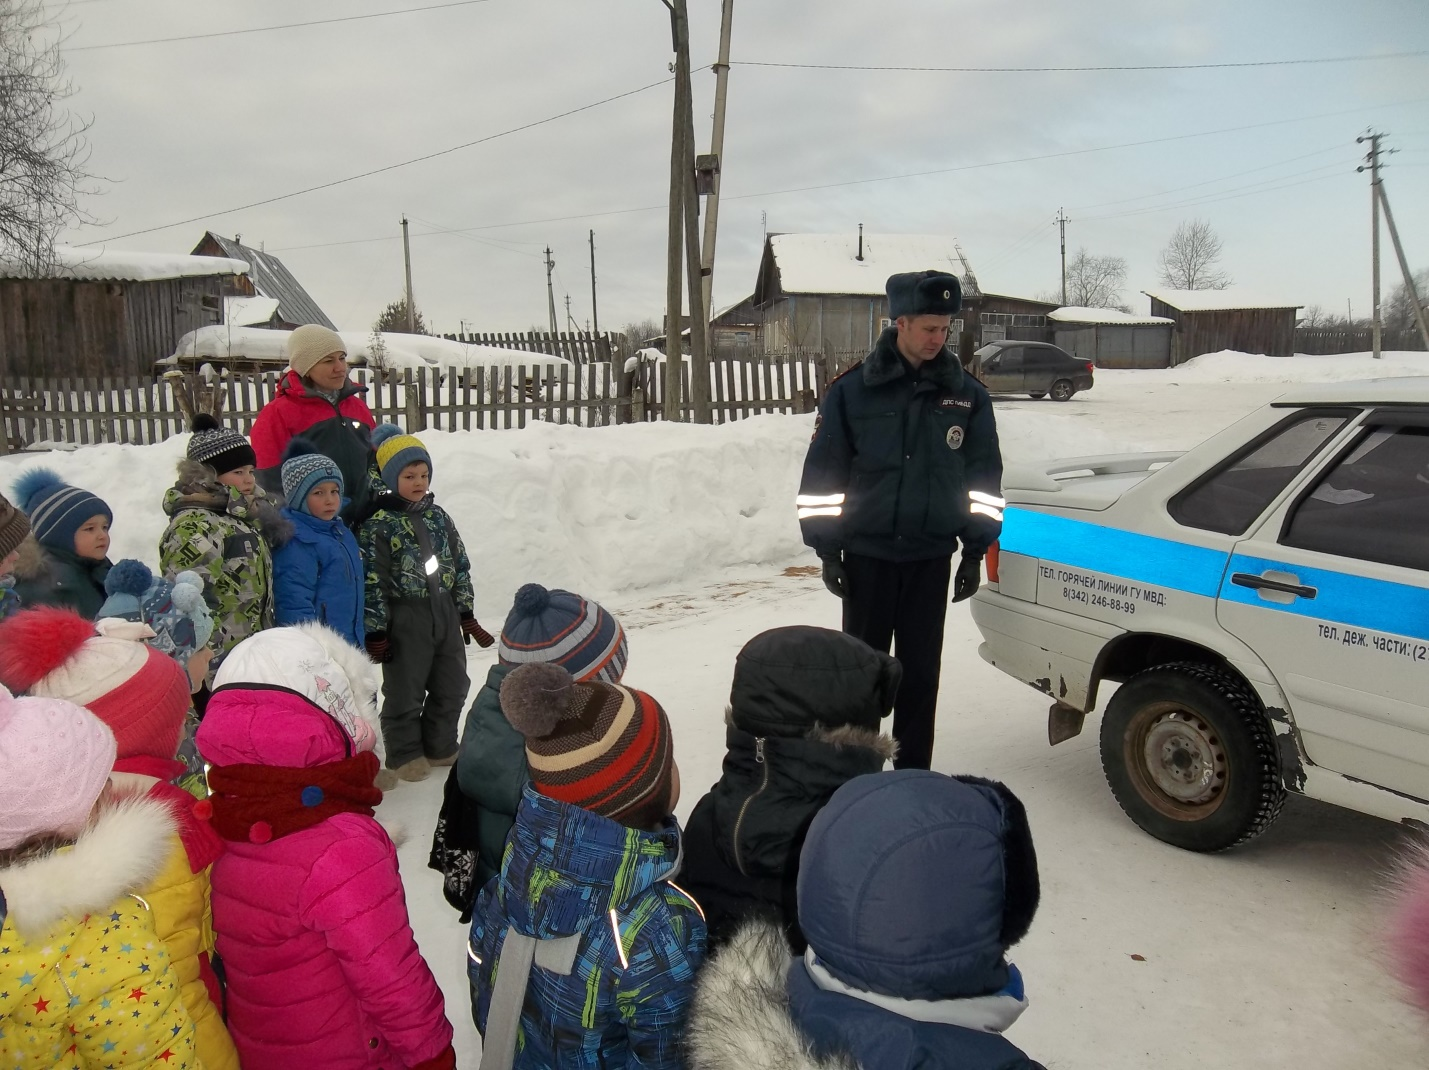 ДПС ГИБДД
ТЕЛ. ГОРЯЧЕЙ ЛИНИИ ГУ МВД:
8(342) 246-88-99
тел. деж. части: (2